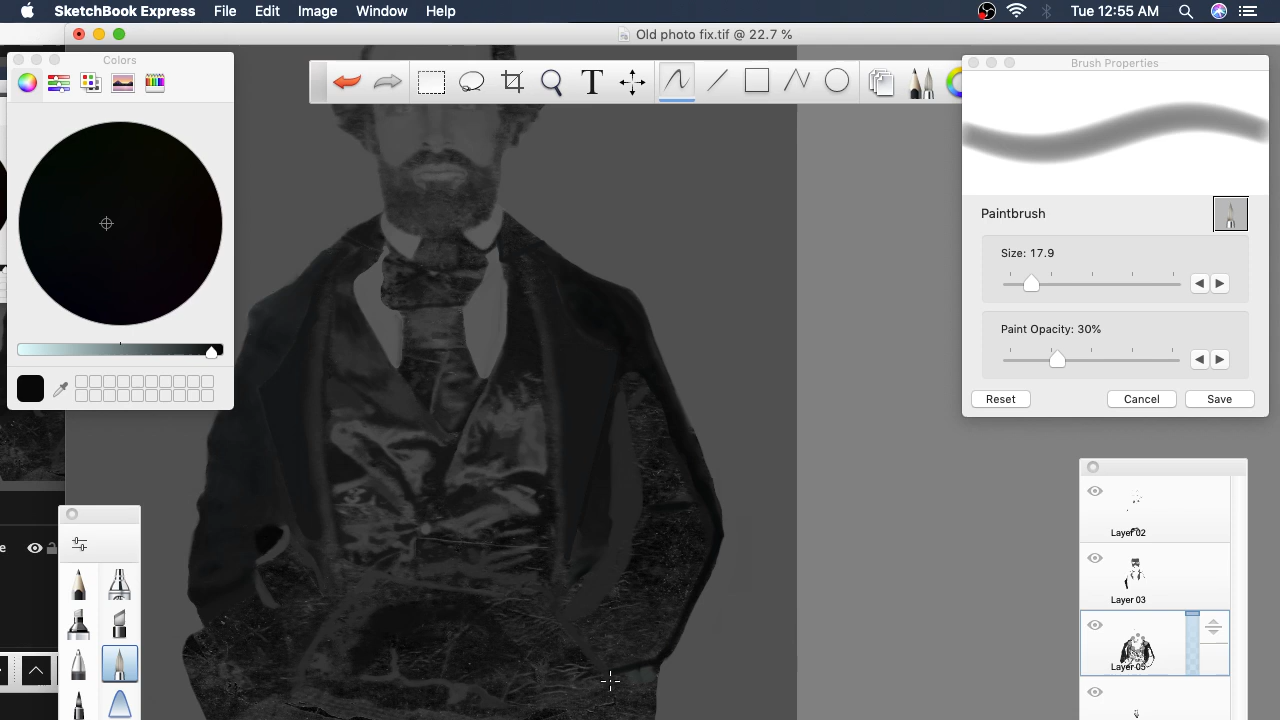 SketchBook Express File Edit Image Window Help Tue 12:55 AM
Old photo fix.tif @ 22.7 %
Colors
T
Brush Properties
Paintbrush
Size: 17.9
Paint Opacity: 30%
Reset Cancel Save
Layer 02
Layer 03
Layer 05
e